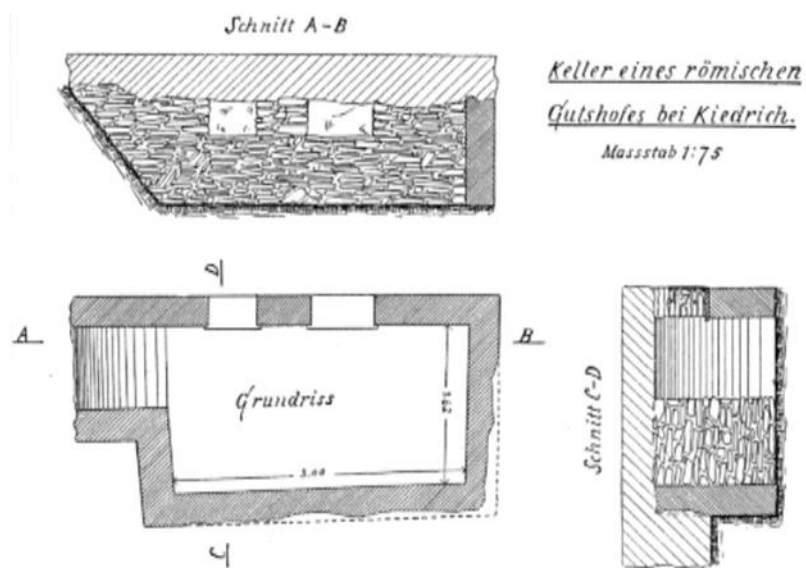 Schnitt A-B
Keller eines römischen
Gutshofes bei Kiedrich.
Massstab 1:75
D
A
B
Grundriss
Schnitt C-D
C